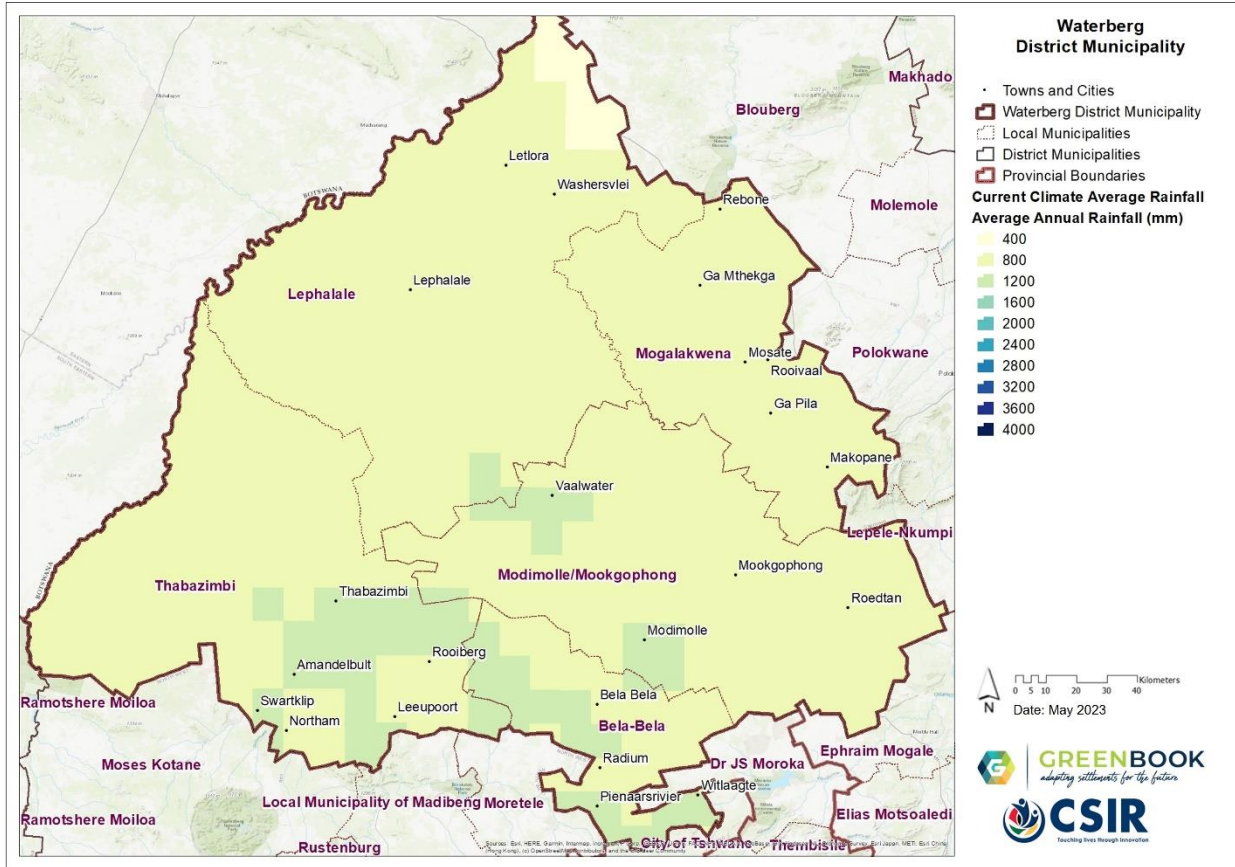 Waterberg
District Municipality
Towns and Cities
Waterberg District Municipality
Local Municipalities
District Municipalities
Provincial Boundaries
Current Climate Average Rainfall
Average Annual Rainfall (mm)
400
800
1200
1600
2000
2400
2800
3200
3600
4000
Makhado
Blouberg
BOTSWANA
Letlora
Washersvlei
Rebone
Molemole
Lephalale
Lephalale
Ga Mthekga
Mogalakwena
Mosate
Rooivaal
Polokwane
Ga Pila
Makopane
Vaalwater
Lepele-Nkumpi
BOTSWANA
Thabazimbi
Modimolle/Mookgophong
Mookgophong
Thabazimbi
Roedtan
Modimolle
Rooiberg
Amandelbult
Ramotshere Moiloa
Swartklip
Leeupoort
Bela Bela
Northam
Bela-Bela
Ephraim Mogale
Moses Kotane
Radium
Dr JS Moroka
Local Municipality of Madibeng
Moretele
Pienaarsrivier
Witlaagte
Elias Motsoaledi
Ramotshere Moiloa
Rustenburg
City of Tshwane
Thembisile
N
Kilometers
0 5 10 20 30 40
Date: May 2023
G
GREENBOOK
adapting settlements for the future
CSIR
Touching lives through innovation